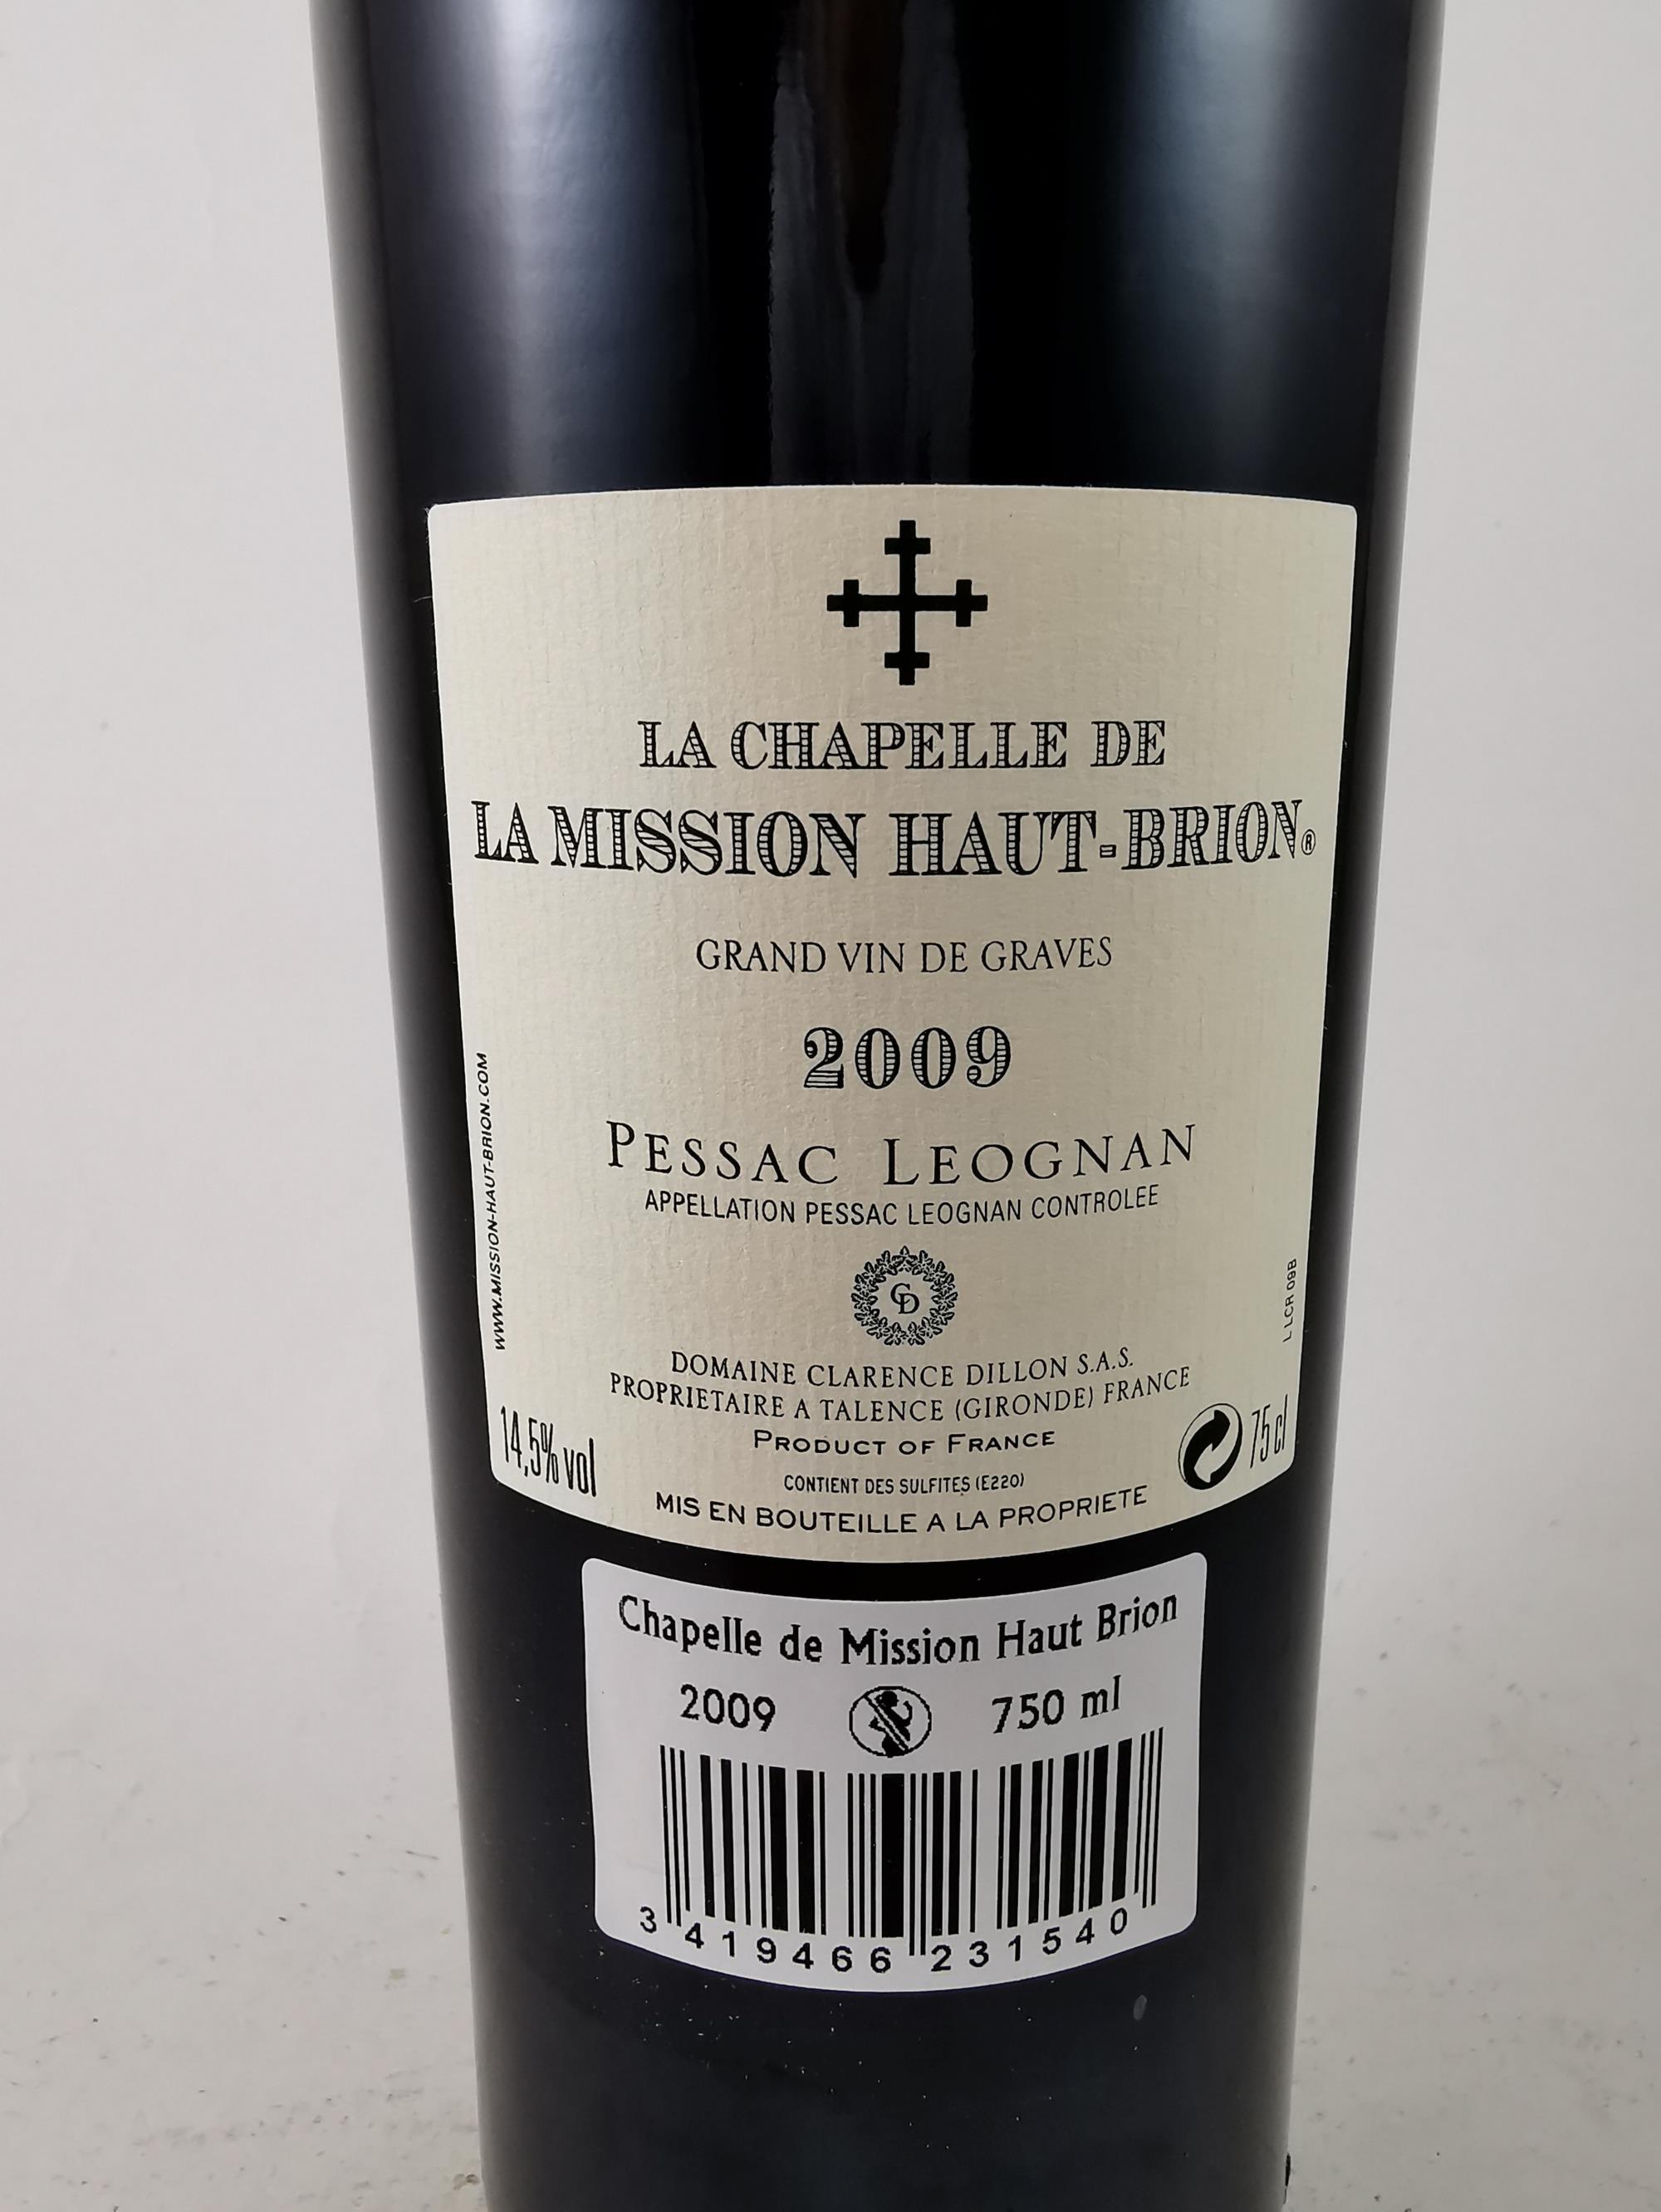 LA CHAPELLE DE
LA MISSION HAUT-BRION®
GRAND VIN DE GRAVES
2009
PESSAC LEOGNAN
APPELLATION PESSAC LEOGNAN CONTROLEE
WWW.MISSION-HAUT-BRION.COM
CD
L LCR 09B
DOMAINE CLARENCE DILLON S.A.S.
PROPRIETAIRE A TALENCE (GIRONDE) FRANCE
PRODUCT OF FRANCE
14,5% vol
75 cl
CONTIENT DES SULFITES (E220)
MIS EN BOUTEILLE A LA PROPRIETE
Chapelle de Mission Haut Brion
2009 750 ml
3 419466 231540